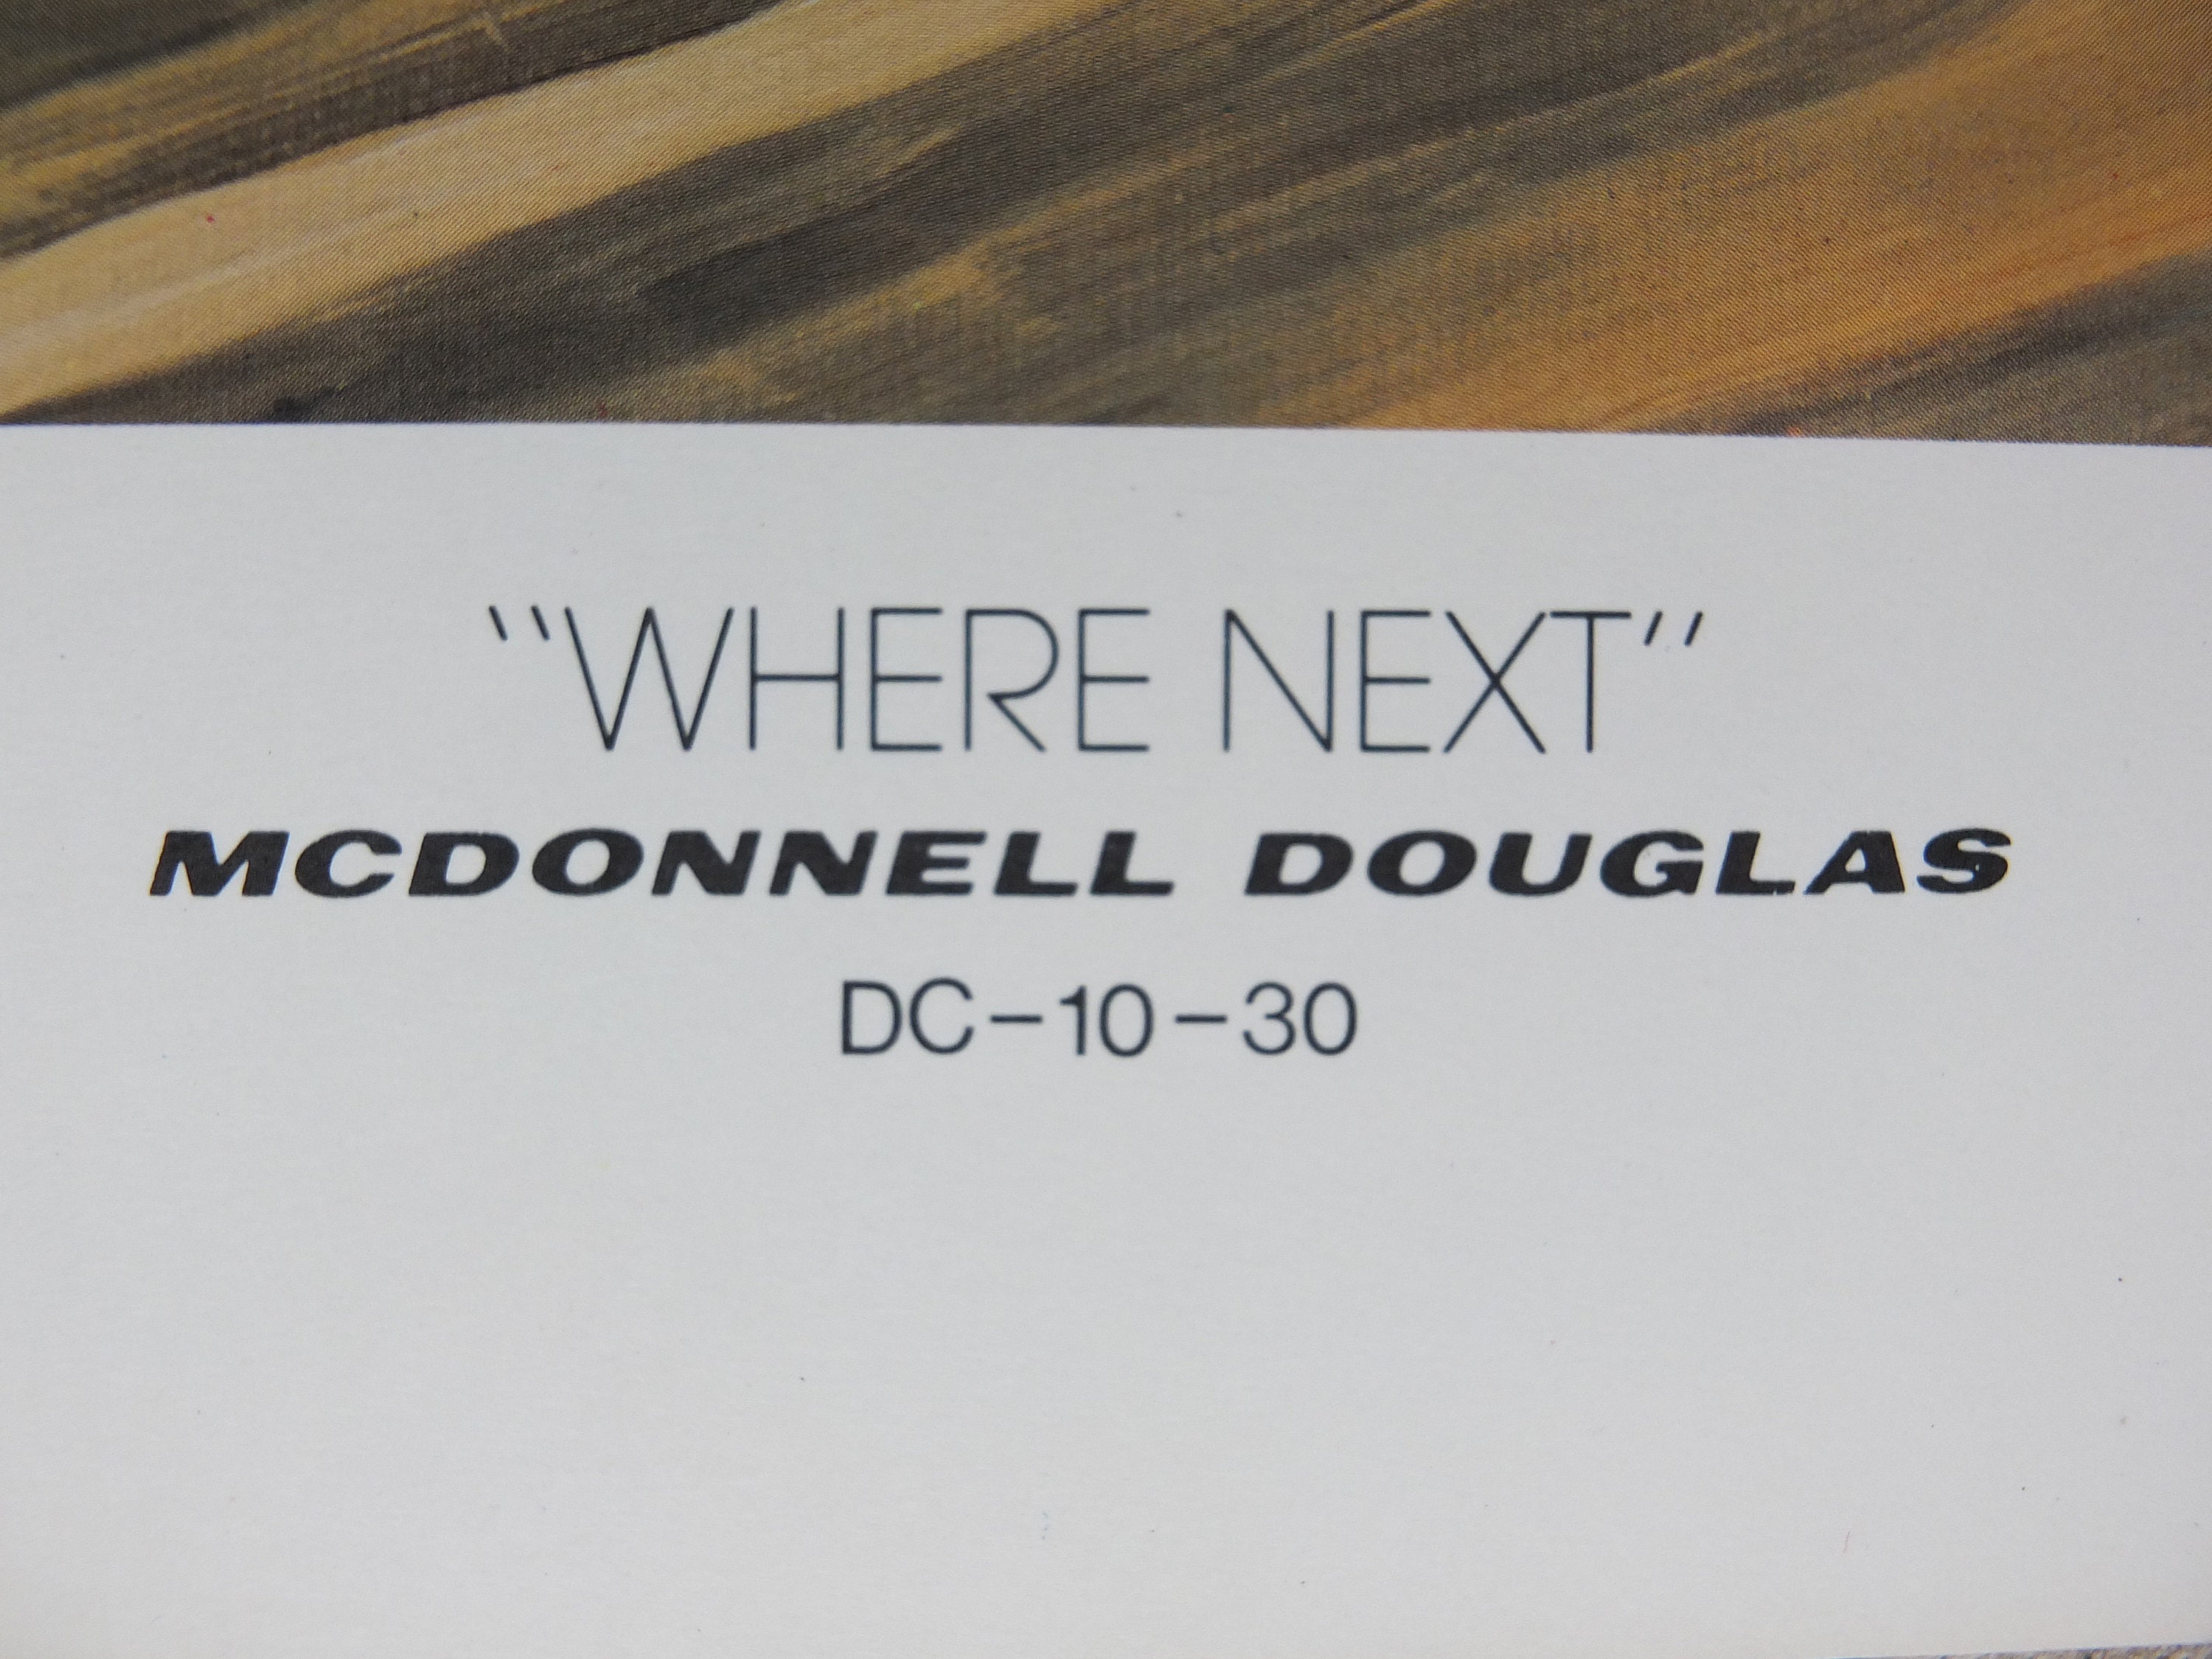 "WHERE NEXT"
MCDONNELL DOUGLAS
DC-10-30